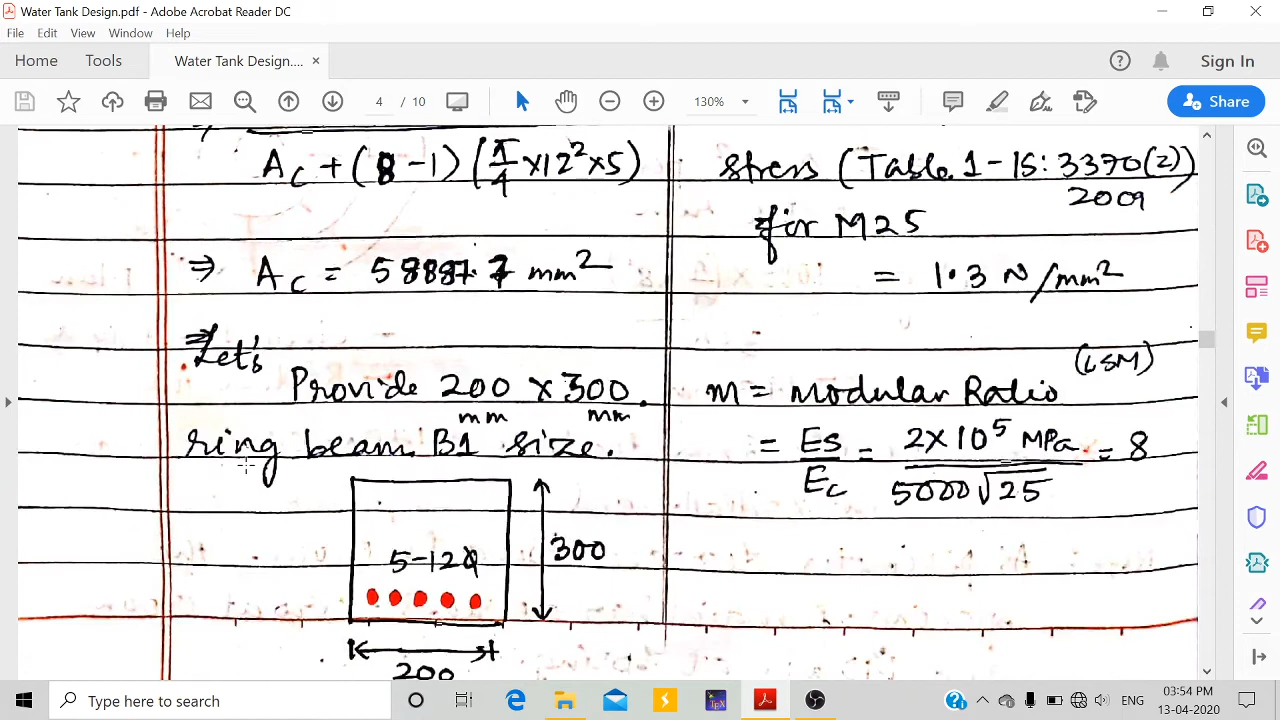 Water Tank Design.pdf - Adobe Acrobat Reader DC
File Edit View Window Help
Home Tools Water Tank Design.... × Sign In
4 / 10 130% Share
Ac + (8 - 1) (π/4 × 12² × 5)
⇒ Ac = 58887.7 mm²
Let's
Provide 200 mm × 300 mm.
ring beam B1 size.
5-12ϕ
300
200
stress (Table 1 - IS: 3370(2))
2009
for M25
= 1.3 N/mm²
(LSM)
m = Modular Ratio
= Es/Ec = 2×10⁵ MPa / 5000√25 = 8
Type here to search
ENG 03:54 PM
13-04-2020